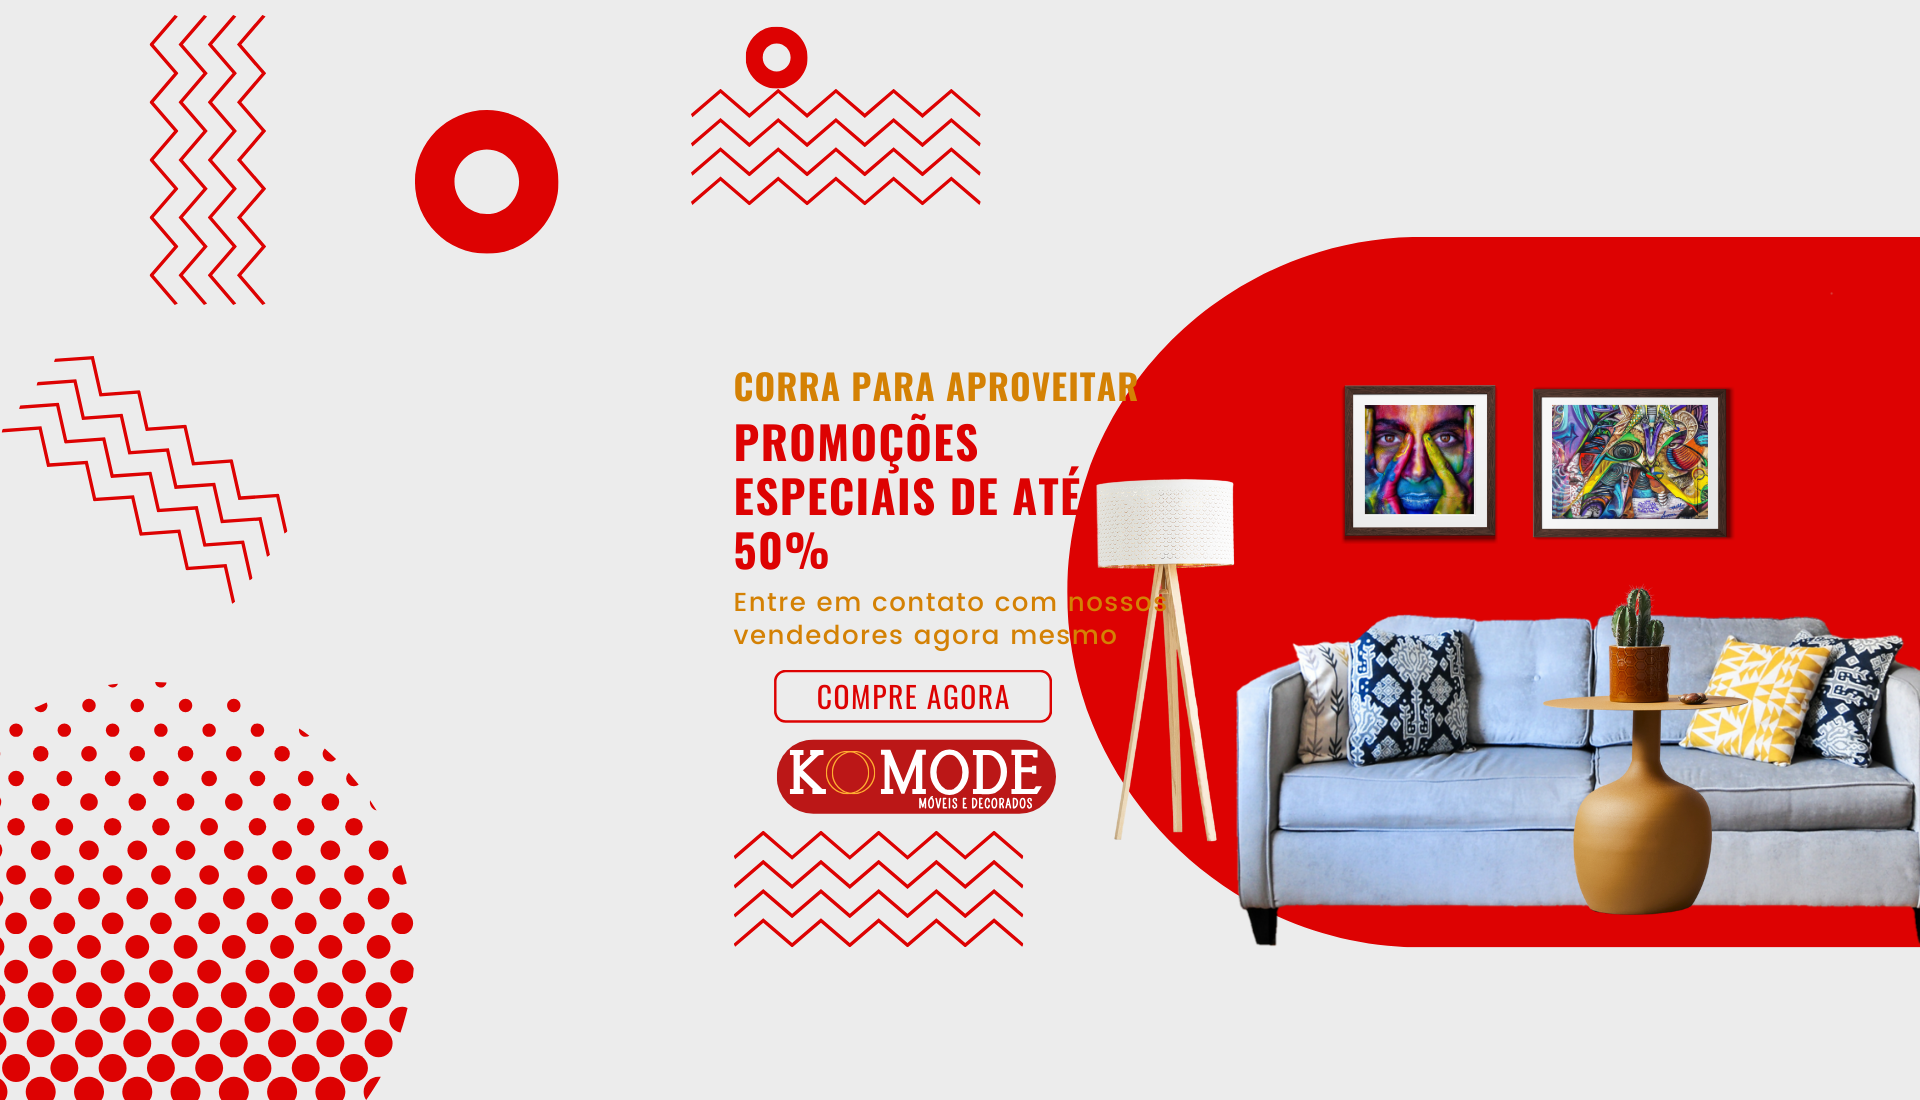 CORRA PARA APROVEITAR
PROMOÇÕES
ESPECIAIS DE ATÉ
50%
Entre em contato com nossos
vendedores agora mesmo
COMPRE AGORA
KOMODE
MÓVEIS E DECORADOS